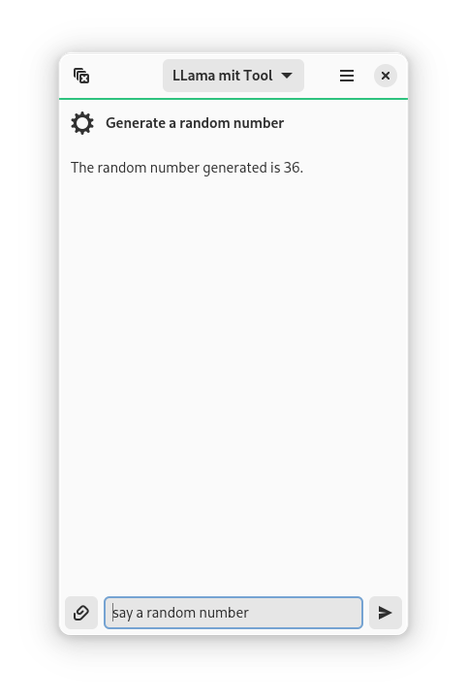 LLama mit Tool
Generate a random number
The random number generated is 36.
say a random number